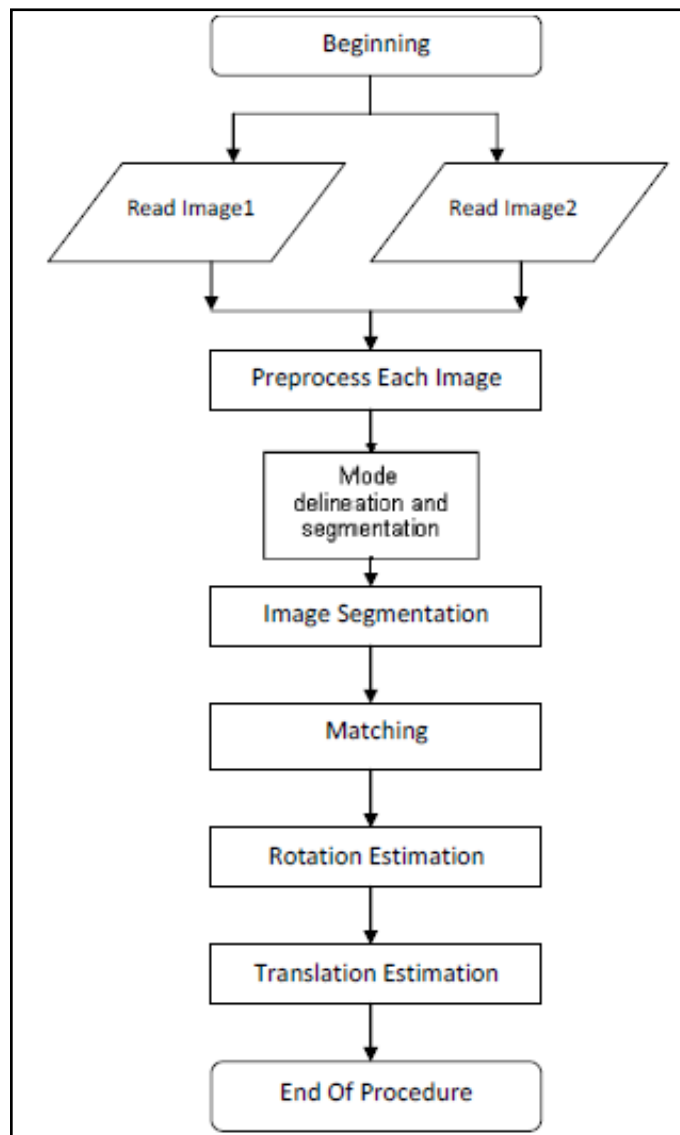 Beginning
Read Image1
Read Image2
Preprocess Each Image
Mode
delineation and
segmentation
Image Segmentation
Matching
Rotation Estimation
Translation Estimation
End Of Procedure